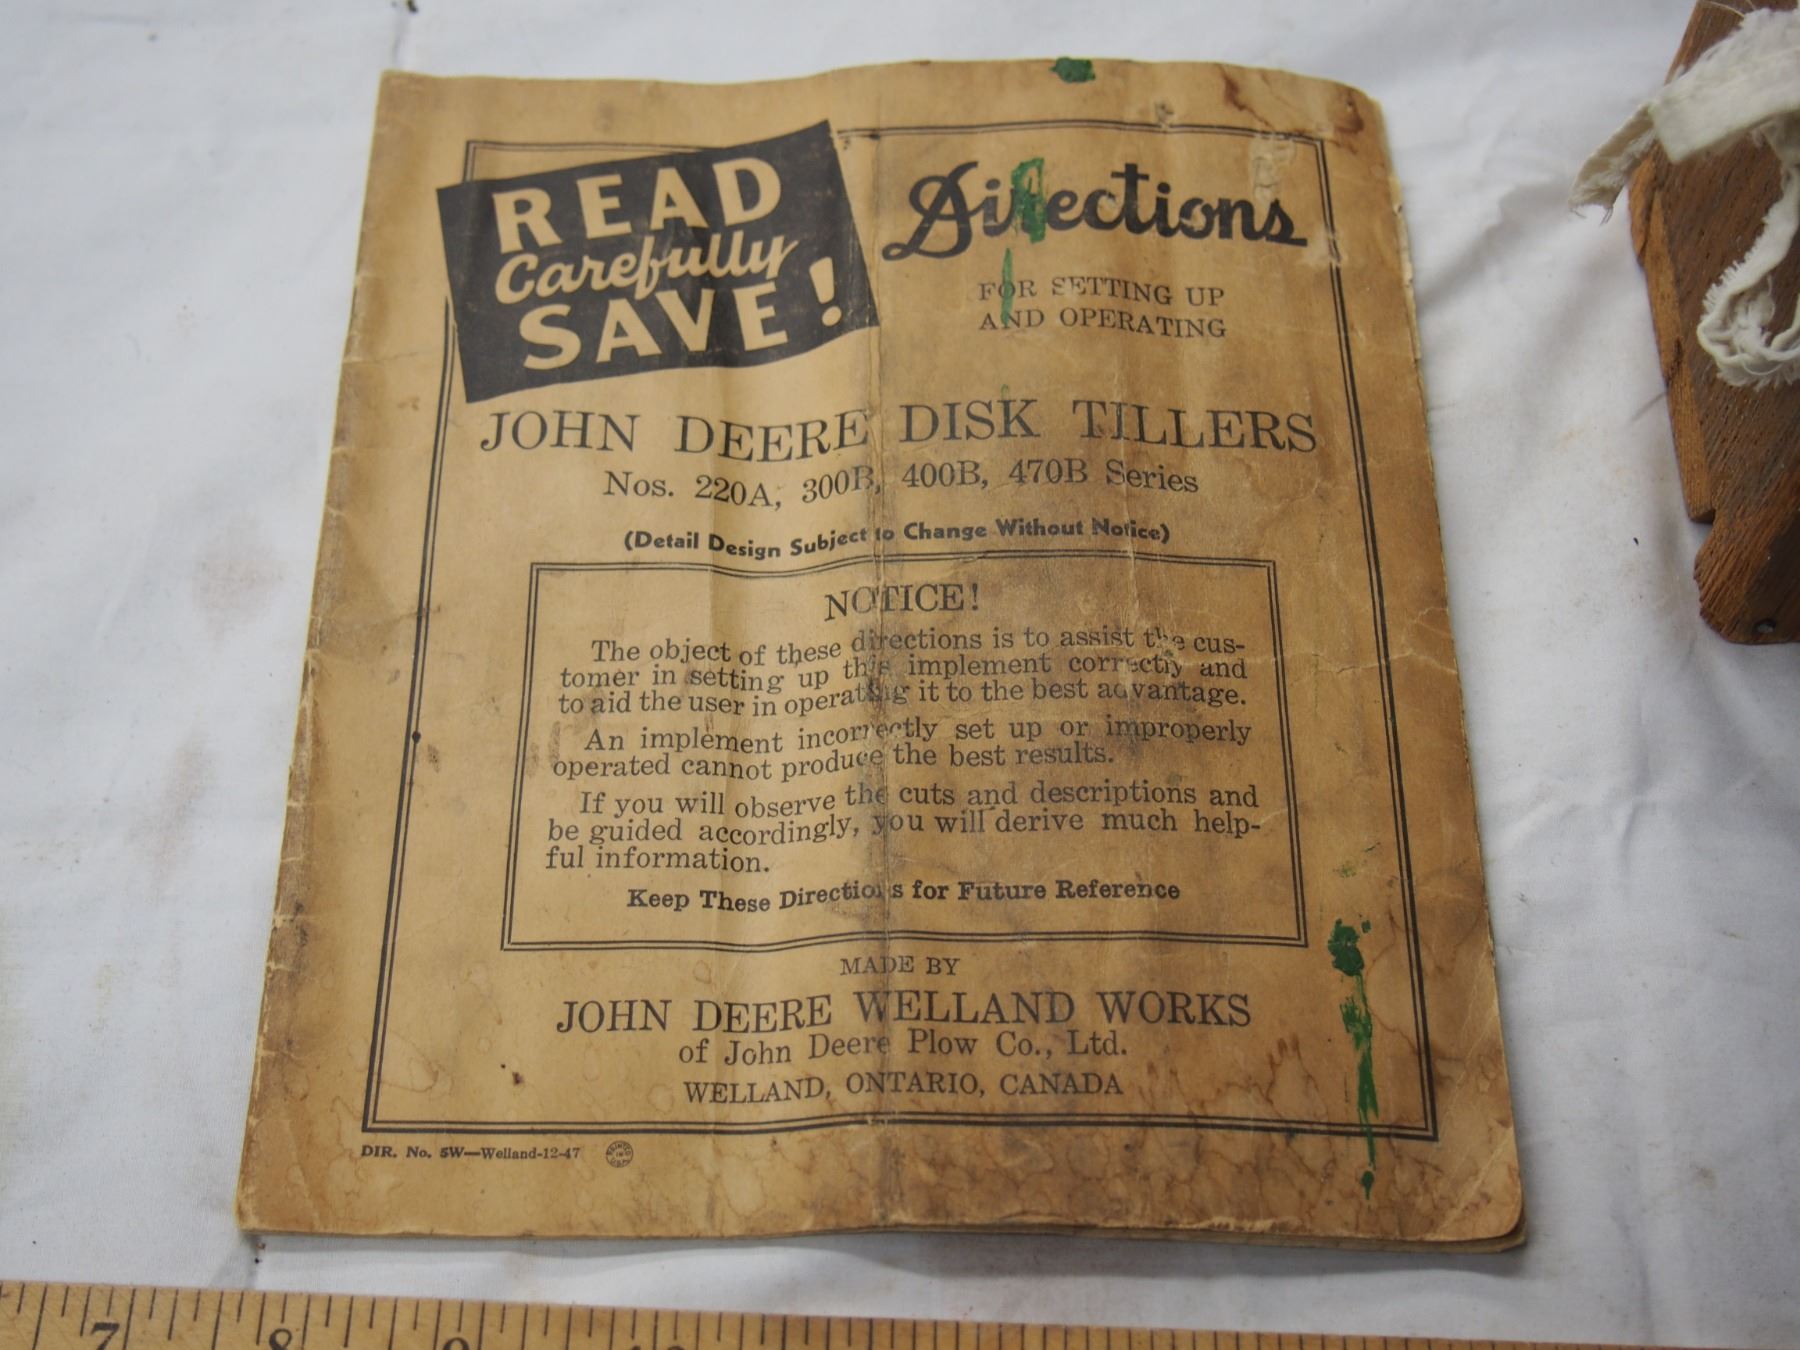 READ
Carefully
SAVE!
Directions
FOR SETTING UP
AND OPERATING
JOHN DEERE DISK TILLERS
Nos. 220A, 300B, 400B, 470B Series
(Detail Design Subject to Change Without Notice)
NOTICE!
The object of these directions is to assist the cus-
tomer in setting up this implement correctly and
to aid the user in operating it to the best advantage.
An implement incorrectly set up or improperly
operated cannot produce the best results.
If you will observe the cuts and descriptions and
be guided accordingly, you will derive much help-
ful information.
Keep These Directions for Future Reference
MADE BY
JOHN DEERE WELLAND WORKS
of John Deere Plow Co., Ltd.
WELLAND, ONTARIO, CANADA
DIR. No. 5W—Welland-12-47
PRINTED
IN
USA
7 8 9 10